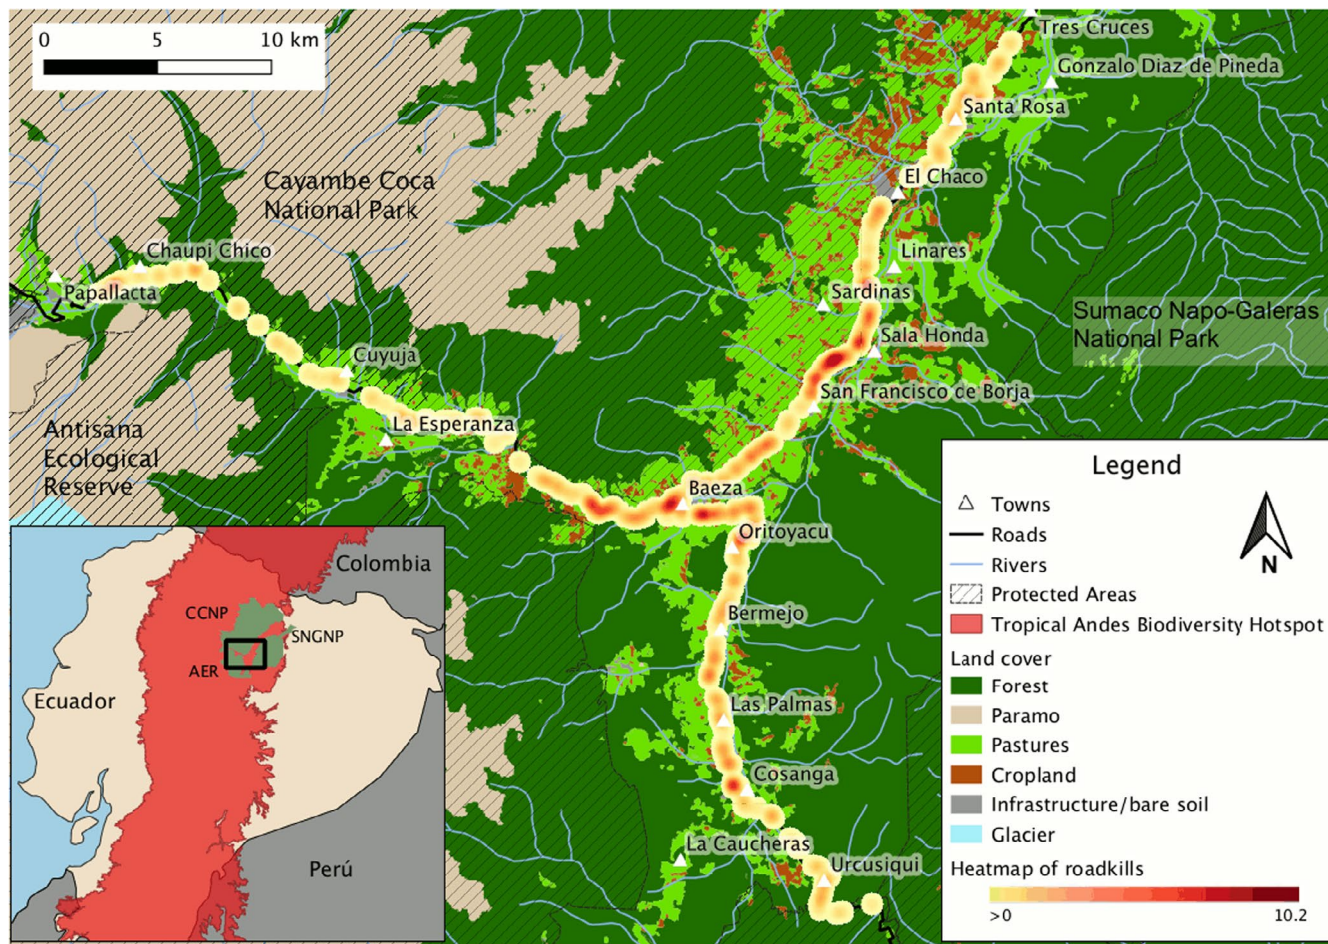 0 5 10 km
Tres Cruces
Gonzalo Diaz de Pineda
Santa Rosa
El Chaco
Cayambe Coca
National Park
Chaupi Chico
Linares
Papallacta
Sardinas
Sumaco Napo-Galeras
National Park
Sala Honda
Cuyuja
San Francisco de Borja
La Esperanza
Antisana
Ecological
Reserve
Baeza
Oritoyacu
Bermejo
Las Palmas
Cosanga
La Caucheras
Urcusiqui
Colombia
CCNP
SNGNP
AER
Ecuador
Perú
Legend
Towns
Roads
Rivers
Protected Areas
Tropical Andes Biodiversity Hotspot
Land cover
Forest
Paramo
Pastures
Cropland
Infrastructure/bare soil
Glacier
Heatmap of roadkills
>0 10.2
N